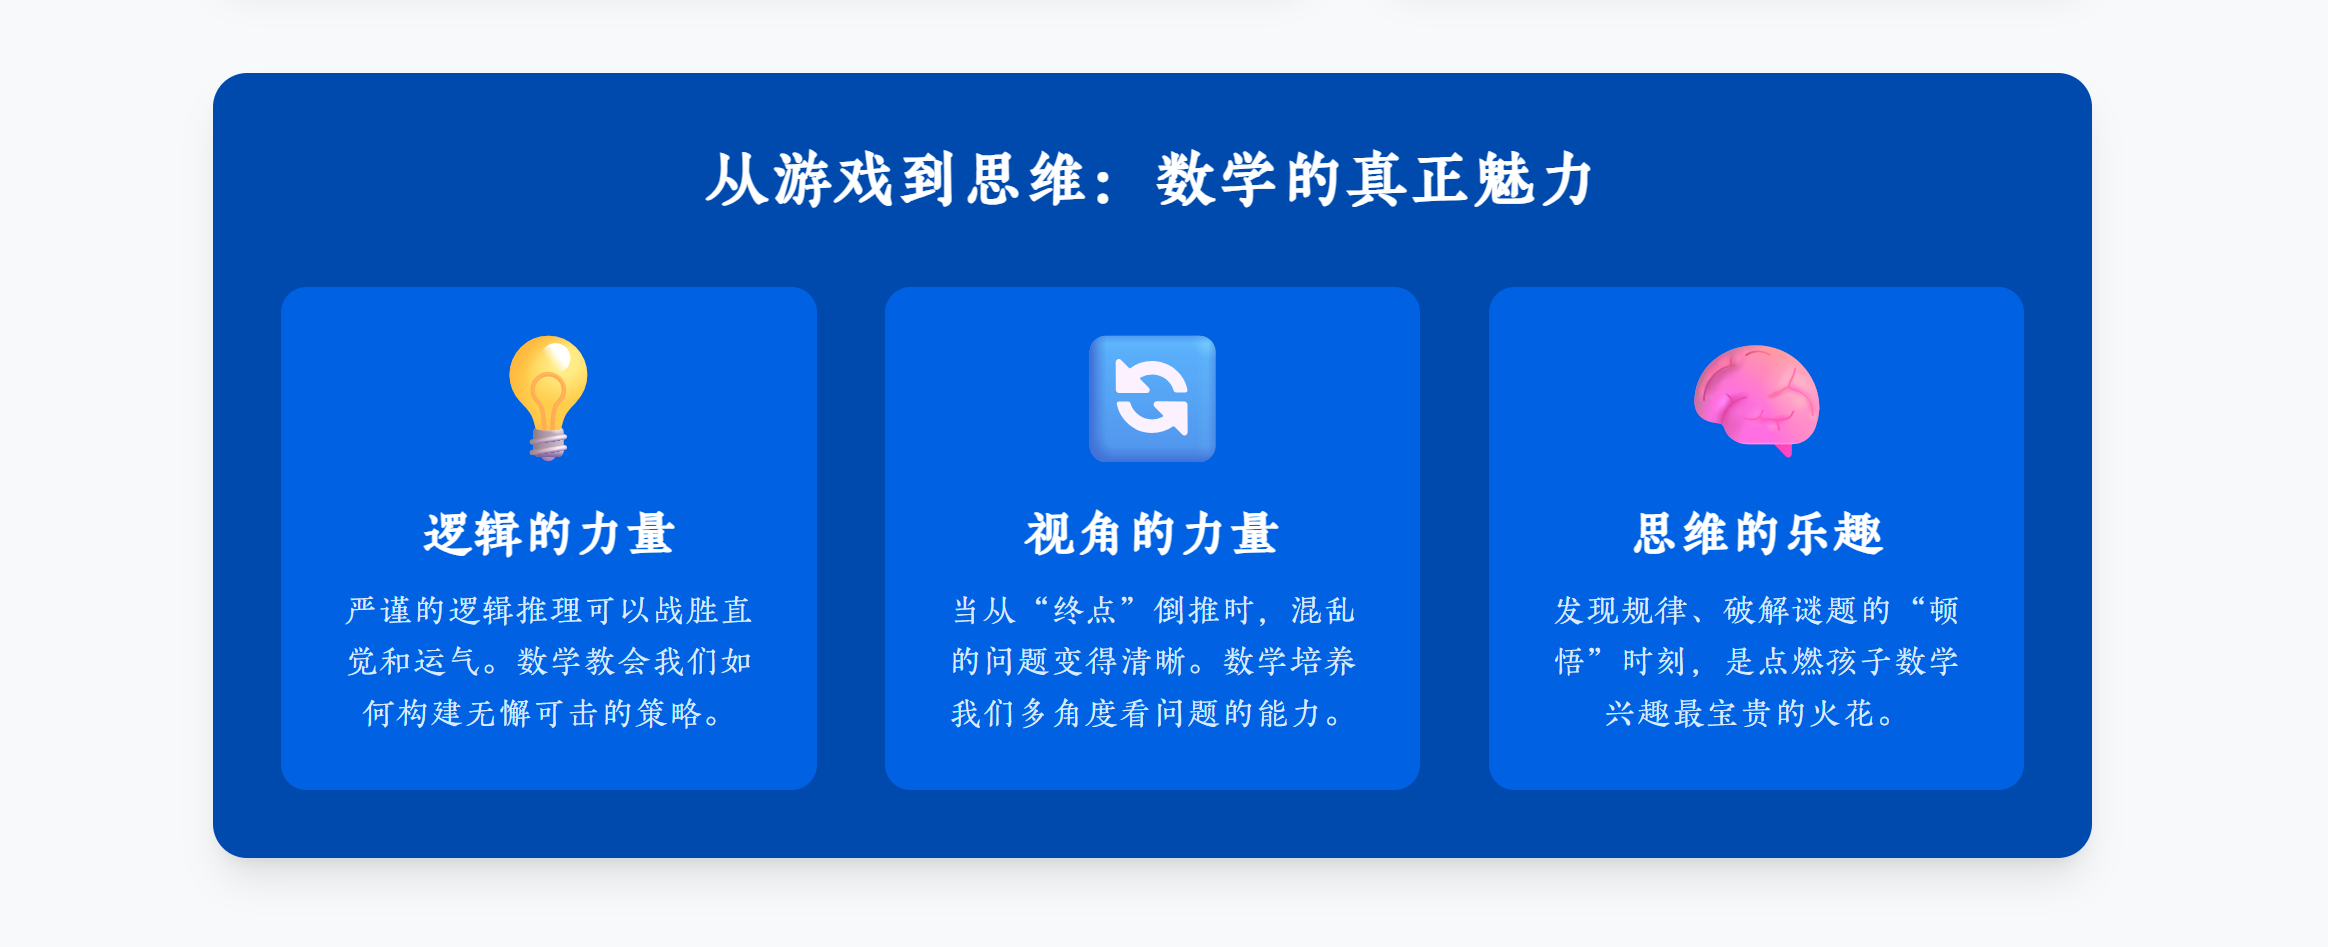 从游戏到思维：数学的真正魅力
逻辑的力量
严谨的逻辑推理可以战胜直
觉和运气。数学教会我们如
何构建无懈可击的策略。
视角的力量
当从“终点”倒推时，混乱
的问题变得清晰。数学培养
我们多角度看问题的能力。
思维的乐趣
发现规律、破解谜题的“顿
悟”时刻，是点燃孩子数学
兴趣最宝贵的火花。